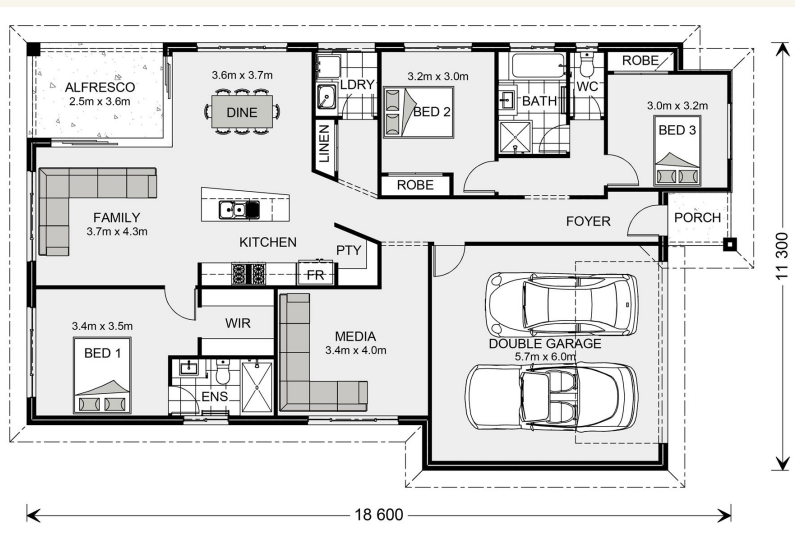 ALFRESCO
2.5m x 3.6m
3.6m x 3.7m
DINE
LDRY
LINEN
3.2m x 3.0m
BED 2
ROBE
BATH
WC
ROBE
3.0m x 3.2m
BED 3
FAMILY
3.7m x 4.3m
KITCHEN
PTY
FR
FOYER
PORCH
3.4m x 3.5m
BED 1
WIR
ENS
MEDIA
3.4m x 4.0m
DOUBLE GARAGE
5.7m x 6.0m
11 300
18 600